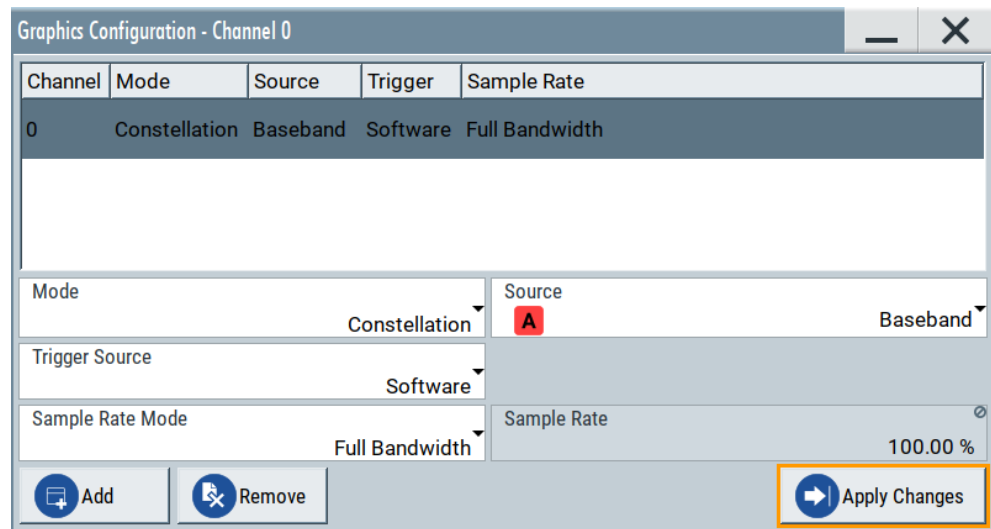 Graphics Configuration - Channel 0
Channel Mode Source Trigger Sample Rate
0 Constellation Baseband Software Full Bandwidth
Mode
Constellation
Source
A Baseband
Trigger Source
Software
Sample Rate Mode
Full Bandwidth
Sample Rate
100.00 %
Add
Remove
Apply Changes